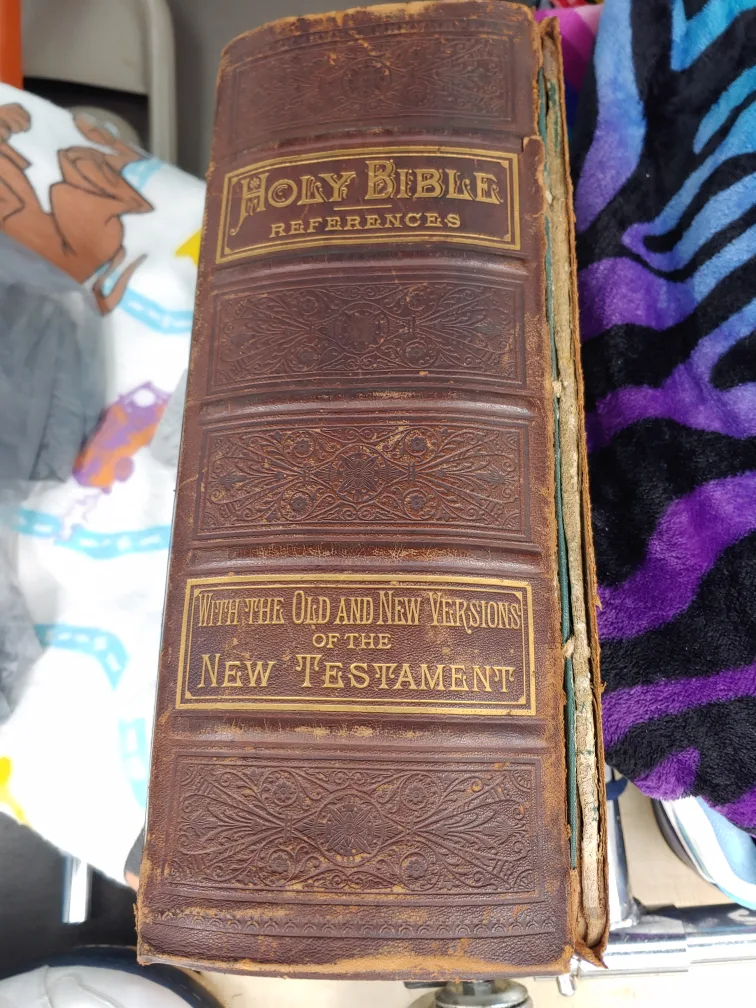 HOLY BIBLE
REFERENCES
WITH THE OLD AND NEW VERSIONS
OF THE
NEW TESTAMENT